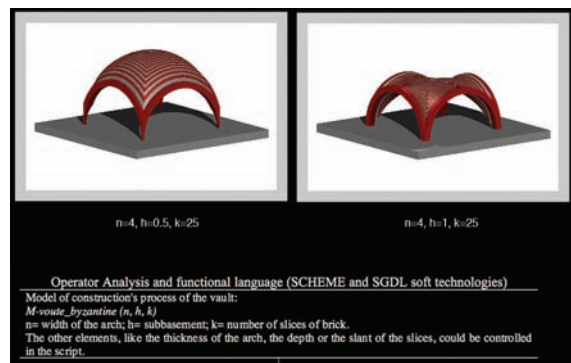 n=4, h=0.5, k=25
n=4, h=1, k=25
Operator Analysis and functional language (SCHEME and SGDL soft technologies)
Model of construction's process of the vault:
M-voute_byzantine (n, h, k)
n= width of the arch; h= subbasement; k= number of slices of brick.
The other elements, like the thickness of the arch, the depth or the slant of the slices, could be controlled
in the script.